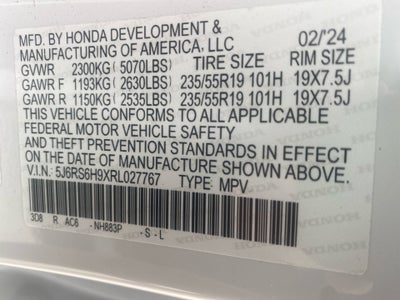 MFD. BY HONDA DEVELOPMENT &
MANUFACTURING OF AMERICA, LLC 02/'24
GVWR 2300KG (5070LBS) TIRE SIZE RIM SIZE
GAWR F 1193KG (2630LBS) 235/55R19 101H 19X7.5J
GAWR R 1150KG (2535LBS) 235/55R19 101H 19X7.5J
THIS VEHICLE CONFORMS TO ALL APPLICABLE
FEDERAL MOTOR VEHICLE SAFETY
AND THEFT PREVENTION STANDARDS IN EFFECT
ON THE DATE OF MANUFACTURE SHOWN ABOVE.
V.I.N.: 5J6RS6H9XRL027767 TYPE: MPV
3D8 R AC6 -NH883P -S -L